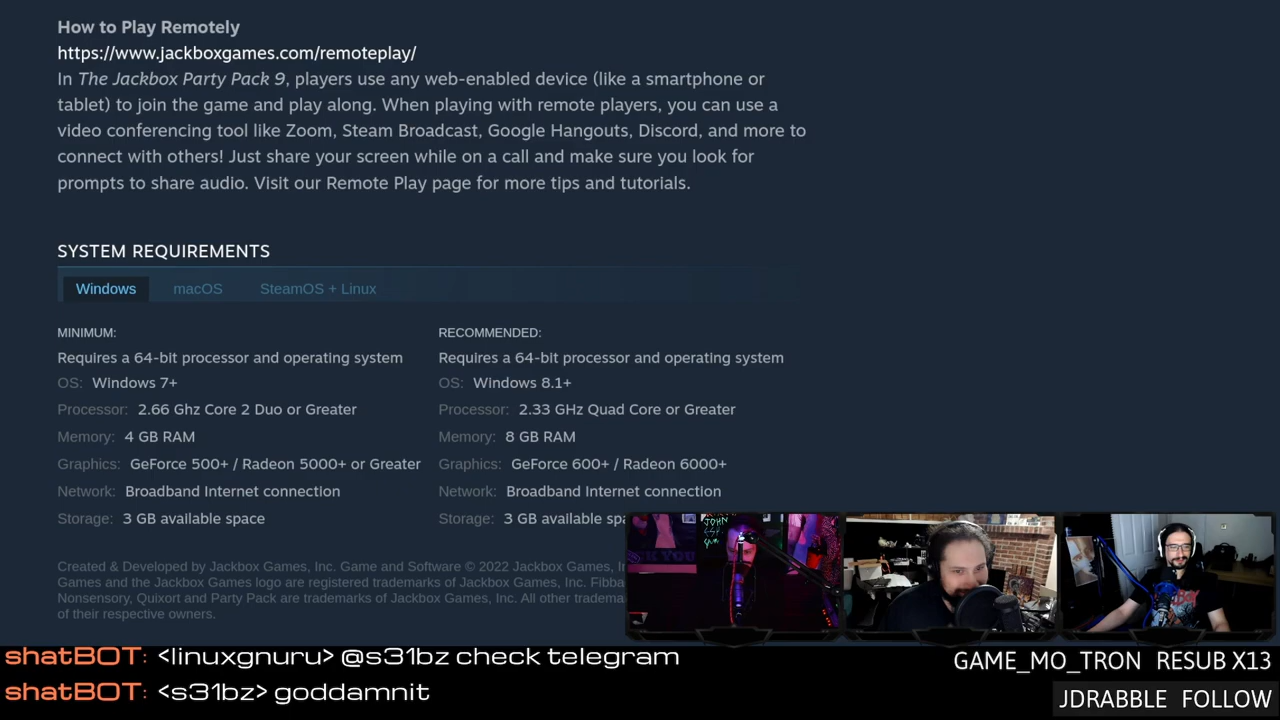 How to Play Remotely
https://www.jackboxgames.com/remoteplay/
In The Jackbox Party Pack 9, players use any web-enabled device (like a smartphone or
tablet) to join the game and play along. When playing with remote players, you can use a
video conferencing tool like Zoom, Steam Broadcast, Google Hangouts, Discord, and more to
connect with others! Just share your screen while on a call and make sure you look for
prompts to share audio. Visit our Remote Play page for more tips and tutorials.
SYSTEM REQUIREMENTS
Windows macOS SteamOS + Linux
MINIMUM:
Requires a 64-bit processor and operating system
OS: Windows 7+
Processor: 2.66 Ghz Core 2 Duo or Greater
Memory: 4 GB RAM
Graphics: GeForce 500+ / Radeon 5000+ or Greater
Network: Broadband Internet connection
Storage: 3 GB available space
RECOMMENDED:
Requires a 64-bit processor and operating system
OS: Windows 8.1+
Processor: 2.33 GHz Quad Core or Greater
Memory: 8 GB RAM
Graphics: GeForce 600+ / Radeon 6000+
Network: Broadband Internet connection
Storage: 3 GB available spa
Created & Developed by Jackbox Games, Inc. Game and Software © 2022 Jackbox Games, I
Games and the Jackbox Games logo are registered trademarks of Jackbox Games, Inc. Fibba
Nonsensory, Quixort and Party Pack are trademarks of Jackbox Games, Inc. All other tradema
of their respective owners.
JOHN
shatBOT: <linuxgnuru> @s31bz check telegram
shatBOT: <s31bz> goddamnit
GAME_MO_TRON RESUB X13
JDRABBLE FOLLOW